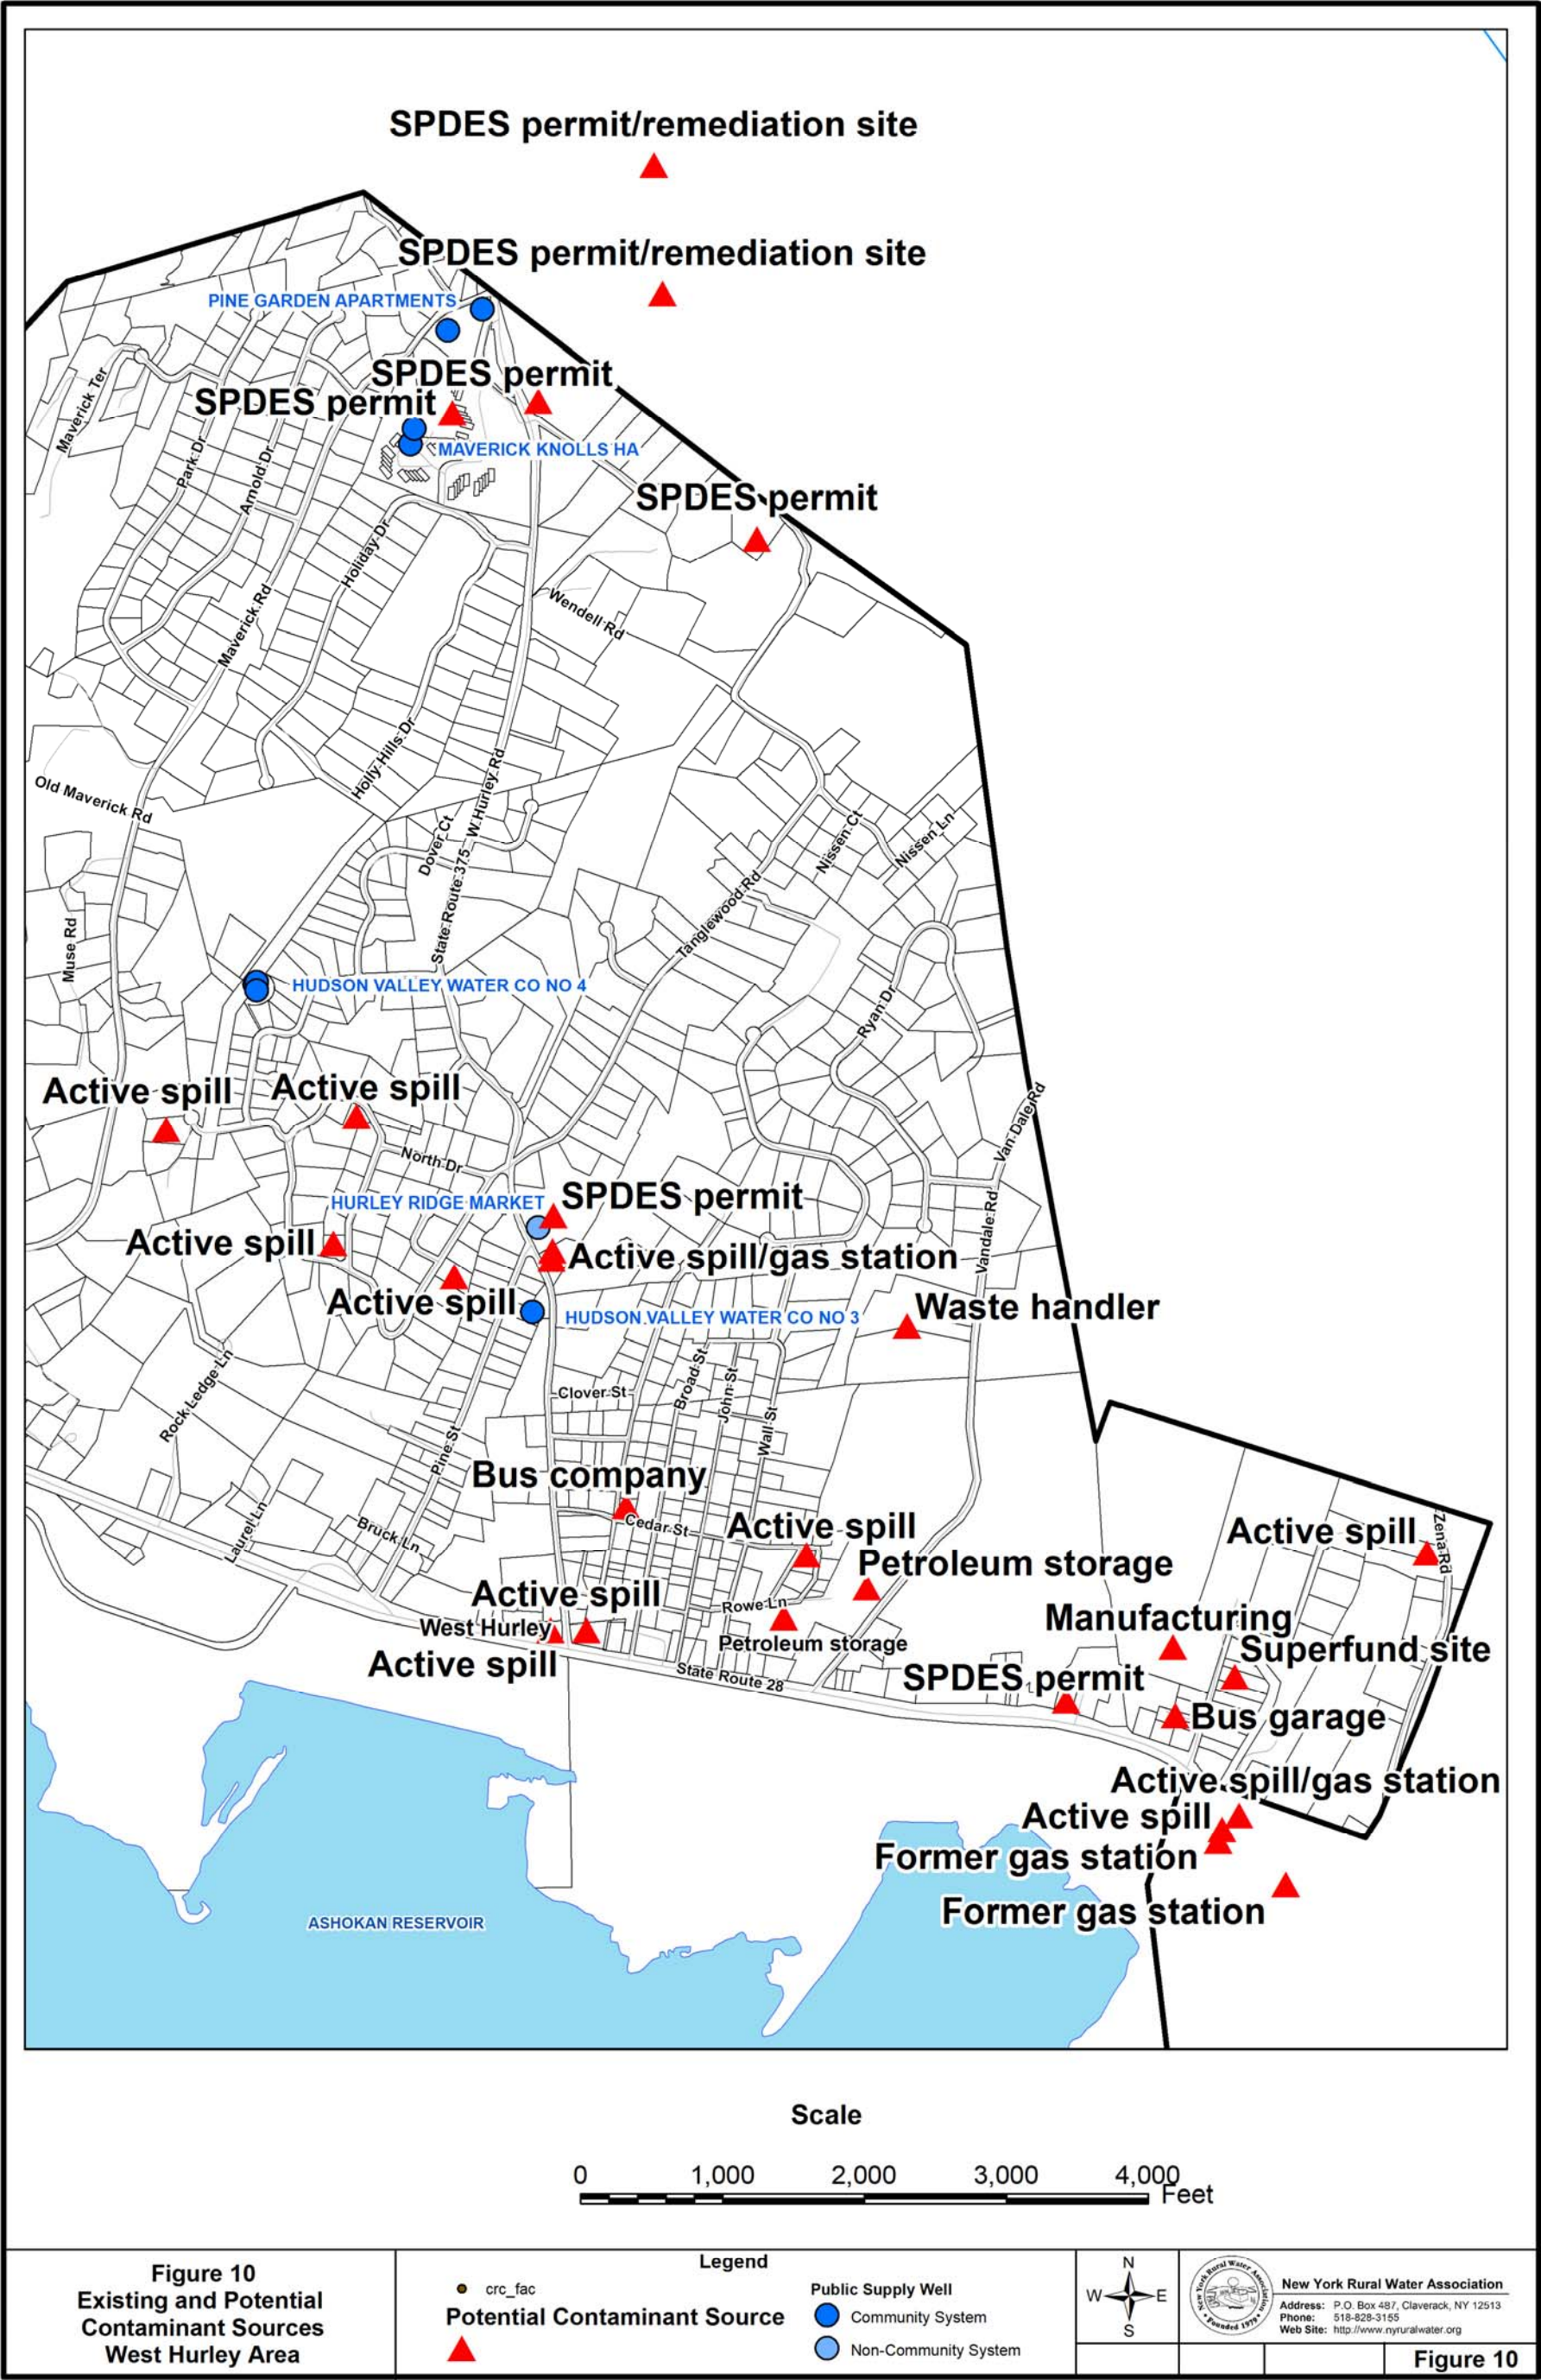 SPDES permit/remediation site
SPDES permit/remediation site
PINE GARDEN APARTMENTS
SPDES permit
SPDES permit
MAVERICK KNOLLS HA
SPDES permit
Maverick Ter
Park Dr
Arnold Dr
Holiday Dr
Maverick Rd
Wendell Rd
Holly Hills Dr
Old Maverick Rd
State Route 375 W Hurley Rd
Dover Ct
Nissen Ct
Nissen Ln
Tanglewood Rd
Muse Rd
HUDSON VALLEY WATER CO NO 4
Ryan Dr
Active spill
Active spill
Van Dale Rd
North Dr
HURLEY RIDGE MARKET
SPDES permit
Vandale Rd
Active spill
Active spill/gas station
Active spill
HUDSON VALLEY WATER CO NO 3
Waste handler
Rock Ledge Ln
Clover St
Broad St
John St
Wall St
Pine St
Bus company
Laurel Ln
Bruck Ln
Cedar St
Active spill
Active spill
Zena Rd
Petroleum storage
Active spill
Rowe Ln
West Hurley
Manufacturing
Petroleum storage
Superfund site
Active spill
State Route 28
SPDES permit
Bus garage
Active spill/gas station
Active spill
Former gas station
Former gas station
ASHOKAN RESERVOIR
Scale
0 1,000 2,000 3,000 4,000
Feet
Figure 10
Existing and Potential
Contaminant Sources
West Hurley Area
Legend
crc_fac
Potential Contaminant Source
Public Supply Well
Community System
Non-Community System
N
W E
S
New York Rural Water Association
Founded 1979
New York Rural Water Association
Address: P.O. Box 487, Claverack, NY 12513
Phone: 518-828-3155
Web Site: http://www.nyruralwater.org
Figure 10